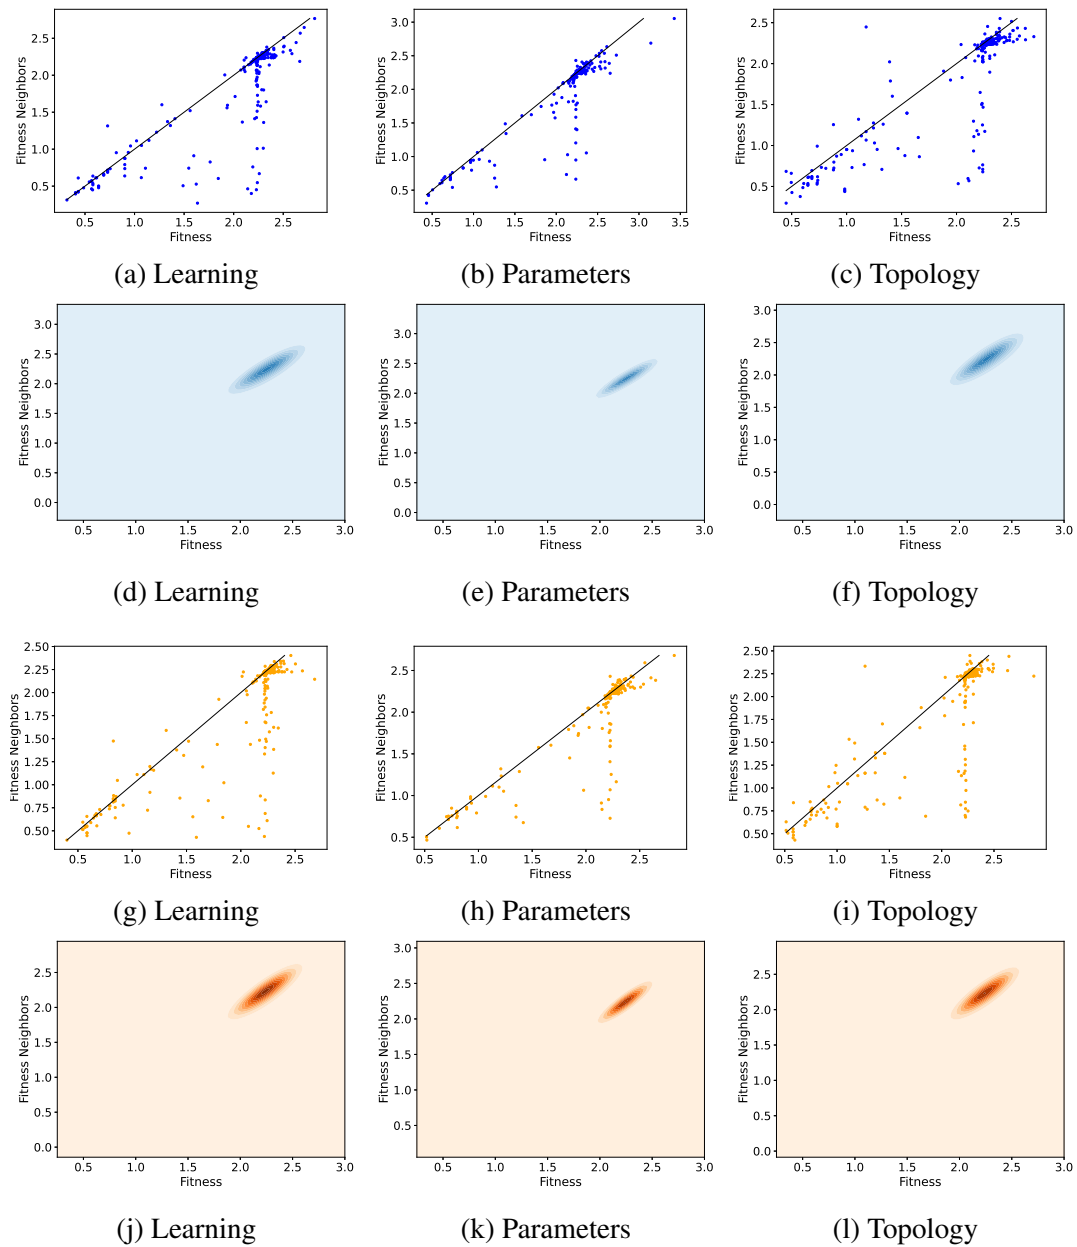 Fitness Neighbors
2.5
2.0
1.5
1.0
0.5
0.5 1.0 1.5 2.0 2.5
Fitness
(a) Learning
Fitness Neighbors
3.0
2.5
2.0
1.5
1.0
0.5
0.5 1.0 1.5 2.0 2.5 3.0 3.5
Fitness
(b) Parameters
Fitness Neighbors
2.5
2.0
1.5
1.0
0.5
0.5 1.0 1.5 2.0 2.5
Fitness
(c) Topology
Fitness Neighbors
3.0
2.5
2.0
1.5
1.0
0.5
0.0
0.5 1.0 1.5 2.0 2.5 3.0
Fitness
(d) Learning
Fitness Neighbors
3.5
3.0
2.5
2.0
1.5
1.0
0.5
0.0
0.5 1.0 1.5 2.0 2.5 3.0
Fitness
(e) Parameters
Fitness Neighbors
3.0
2.5
2.0
1.5
1.0
0.5
0.0
0.5 1.0 1.5 2.0 2.5 3.0
Fitness
(f) Topology
Fitness Neighbors
2.50
2.25
2.00
1.75
1.50
1.25
1.00
0.75
0.50
0.5 1.0 1.5 2.0 2.5
Fitness
(g) Learning
Fitness Neighbors
2.5
2.0
1.5
1.0
0.5
0.5 1.0 1.5 2.0 2.5
Fitness
(h) Parameters
Fitness Neighbors
2.50
2.25
2.00
1.75
1.50
1.25
1.00
0.75
0.50
0.5 1.0 1.5 2.0 2.5
Fitness
(i) Topology
Fitness Neighbors
2.5
2.0
1.5
1.0
0.5
0.0
0.5 1.0 1.5 2.0 2.5 3.0
Fitness
(j) Learning
Fitness Neighbors
3.0
2.5
2.0
1.5
1.0
0.5
0.5 1.0 1.5 2.0 2.5 3.0
Fitness
(k) Parameters
Fitness Neighbors
2.5
2.0
1.5
1.0
0.5
0.0
0.5 1.0 1.5 2.0 2.5 3.0
Fitness
(l) Topology